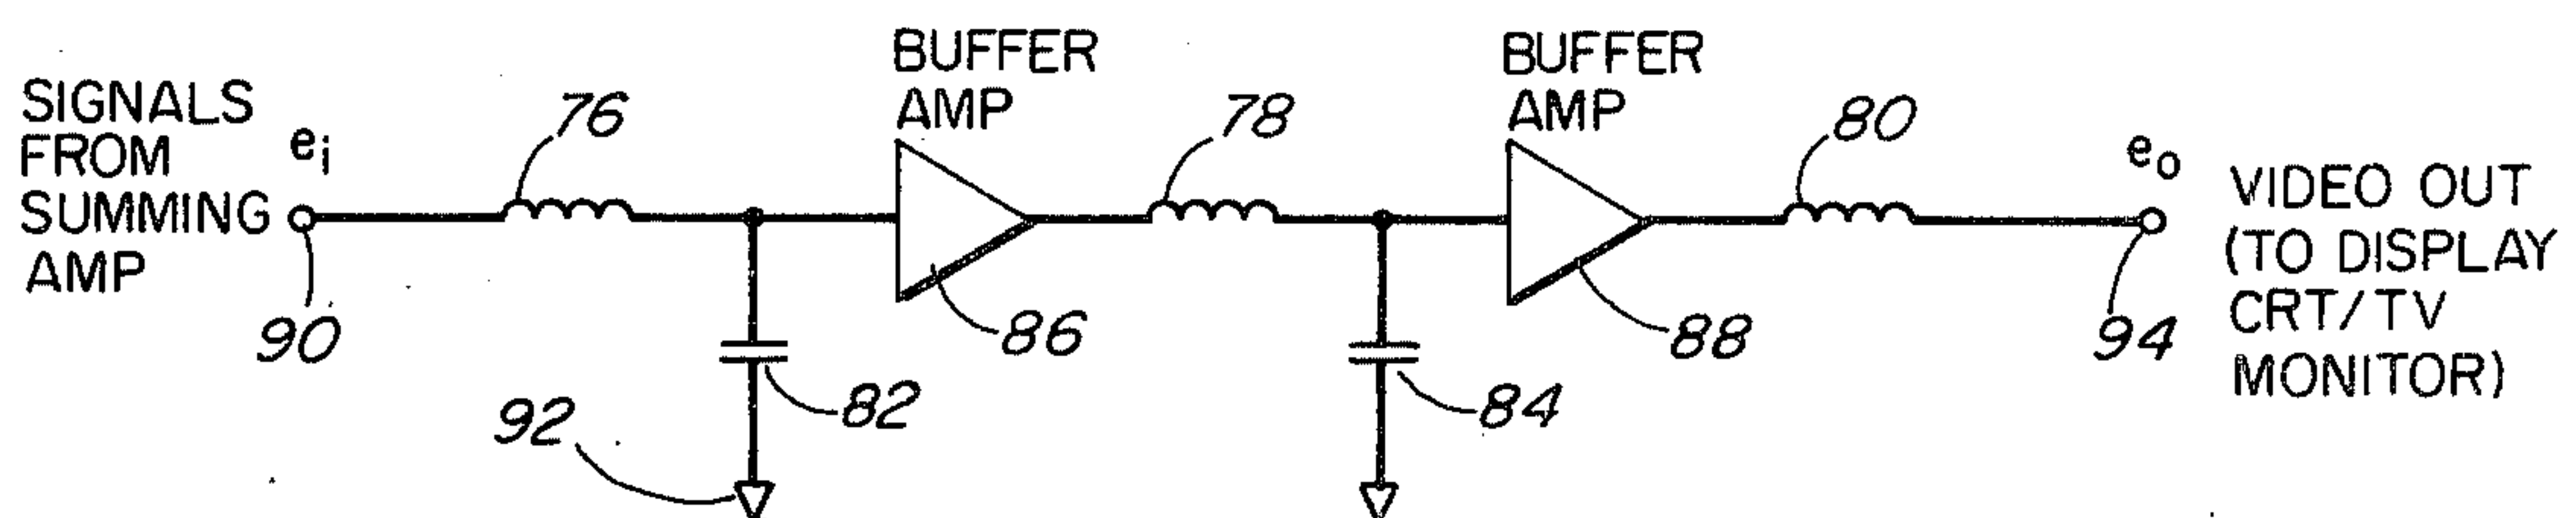 SIGNALS
FROM
SUMMING
AMP
ei
90
76
92
82
BUFFER
AMP
86
78
84
BUFFER
AMP
88
80
eo
94
VIDEO OUT
(TO DISPLAY
CRT/TV
MONITOR)